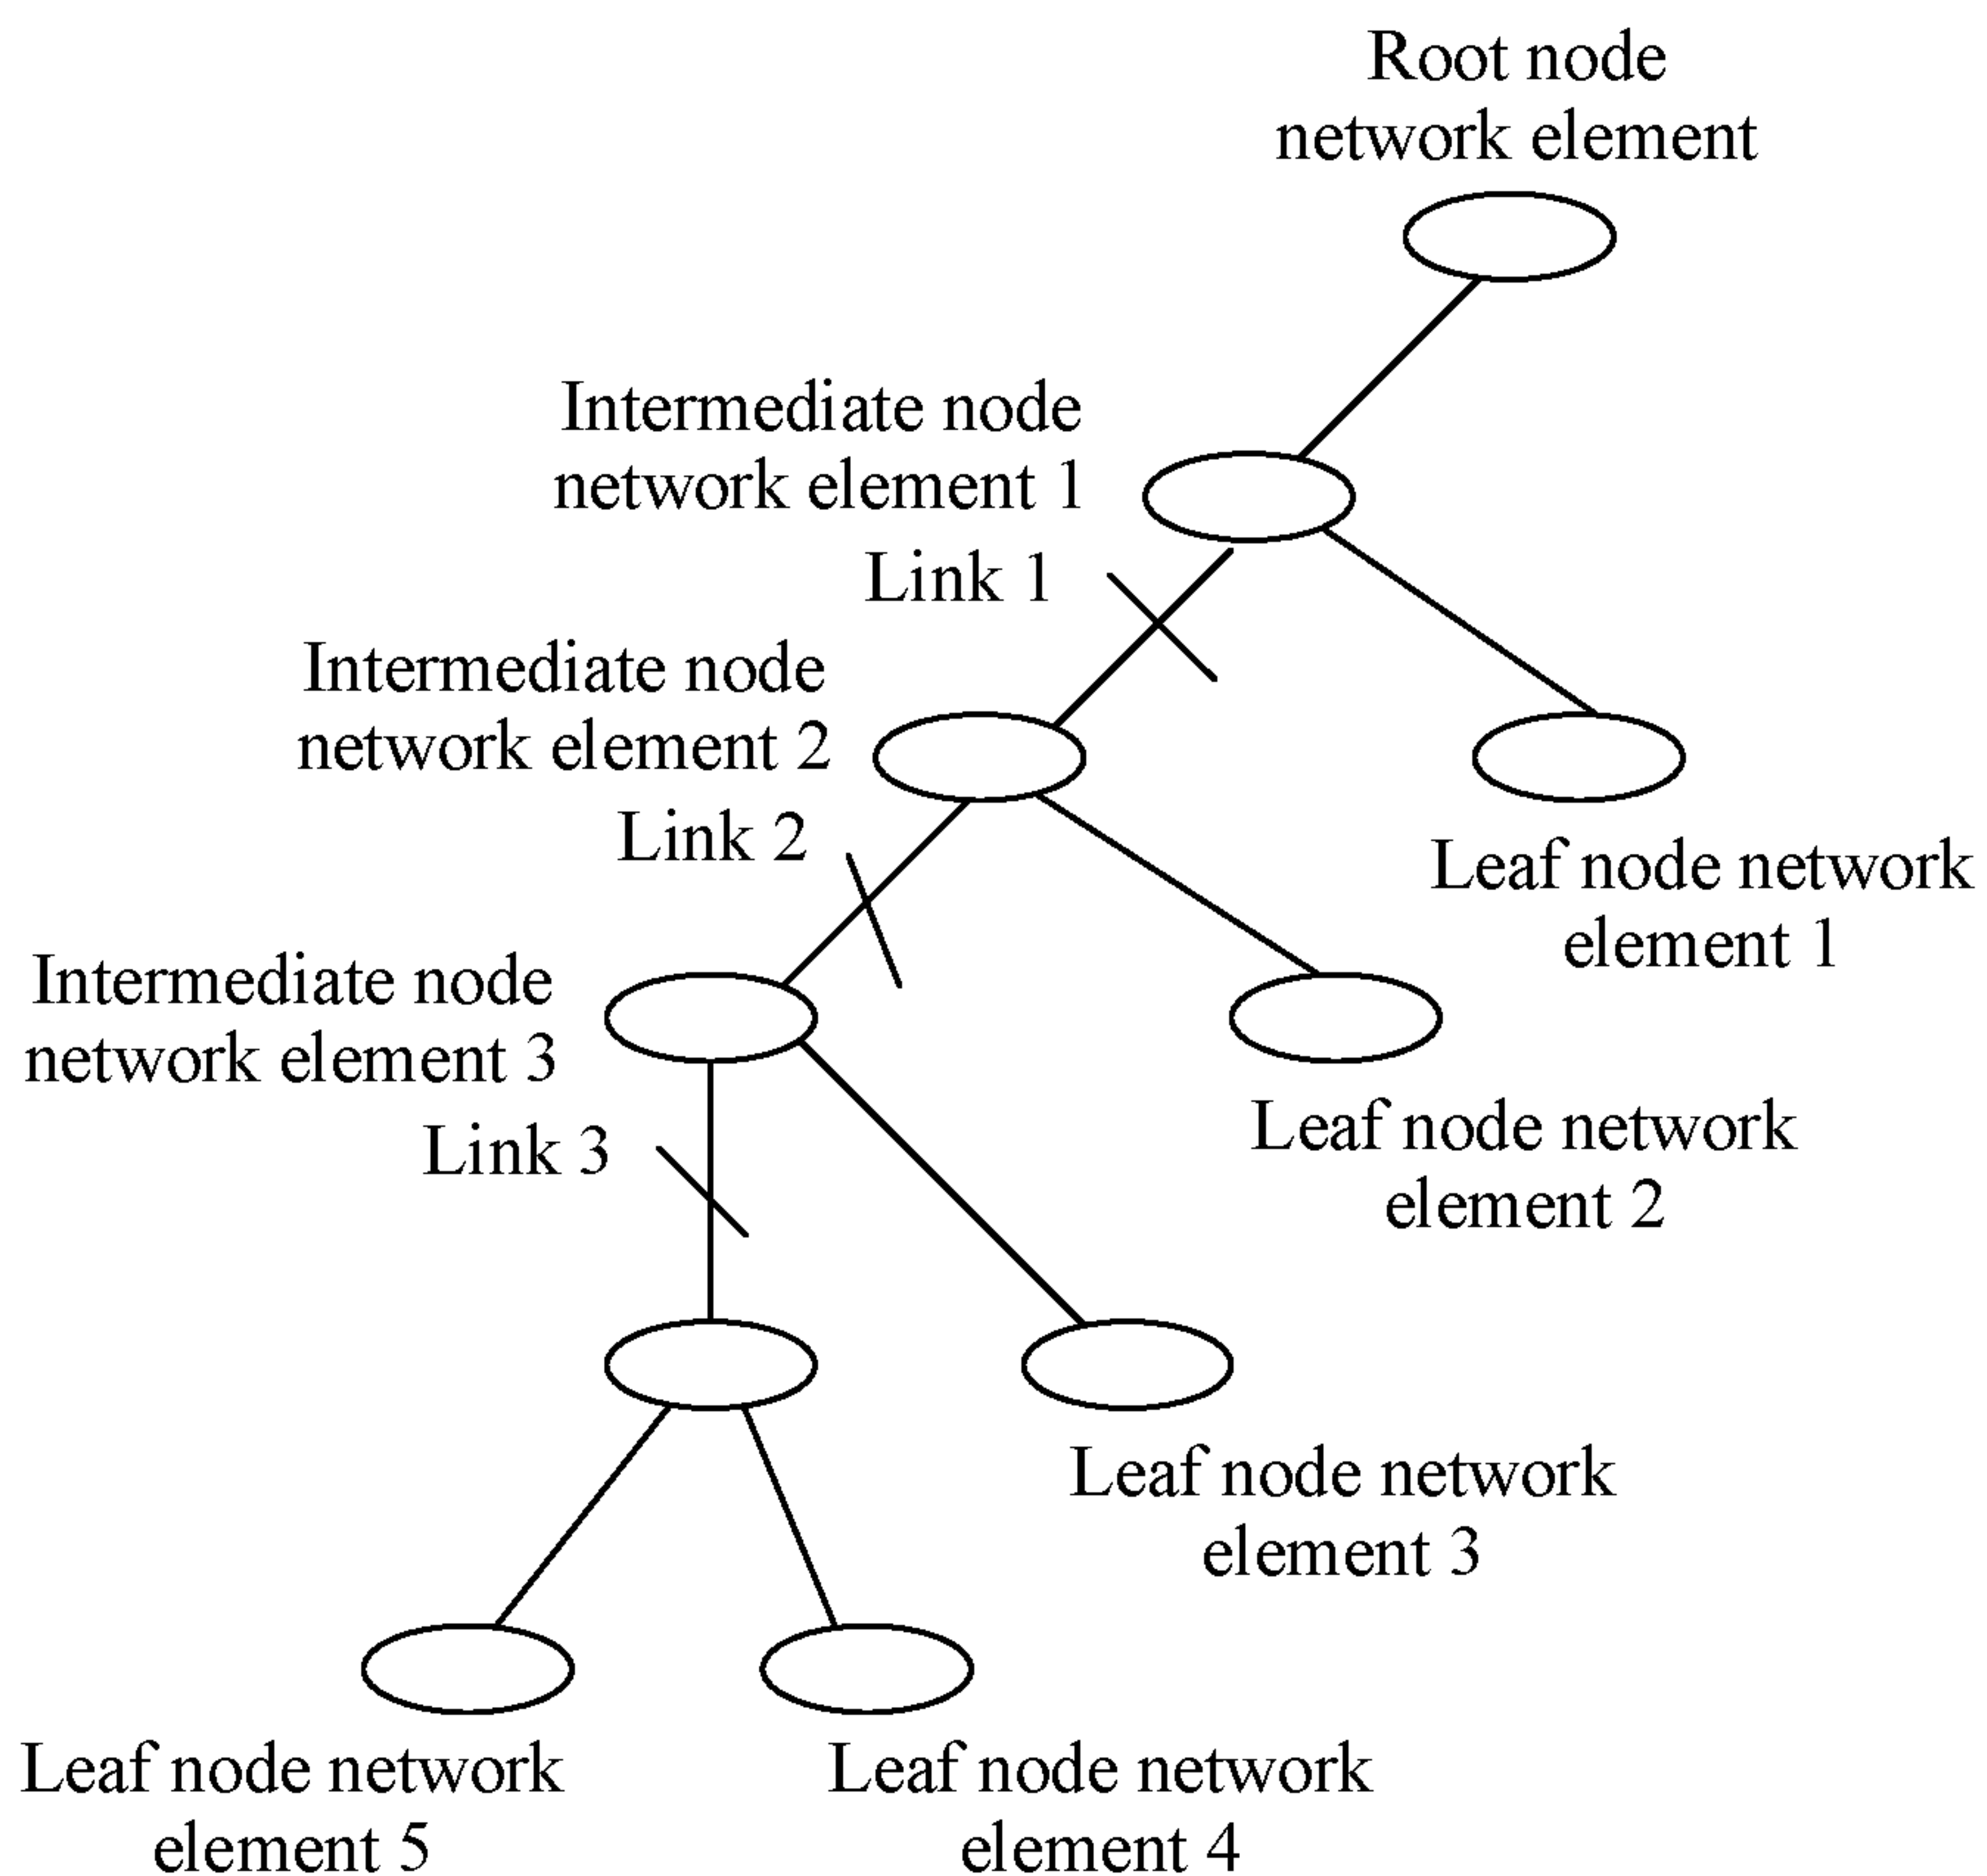 Root node
network element
Intermediate node
network element 1
Link 1
Intermediate node
network element 2
Link 2
Leaf node network
element 1
Intermediate node
network element 3
Link 3
Leaf node network
element 2
Leaf node network
element 3
Leaf node network
element 5
Leaf node network
element 4